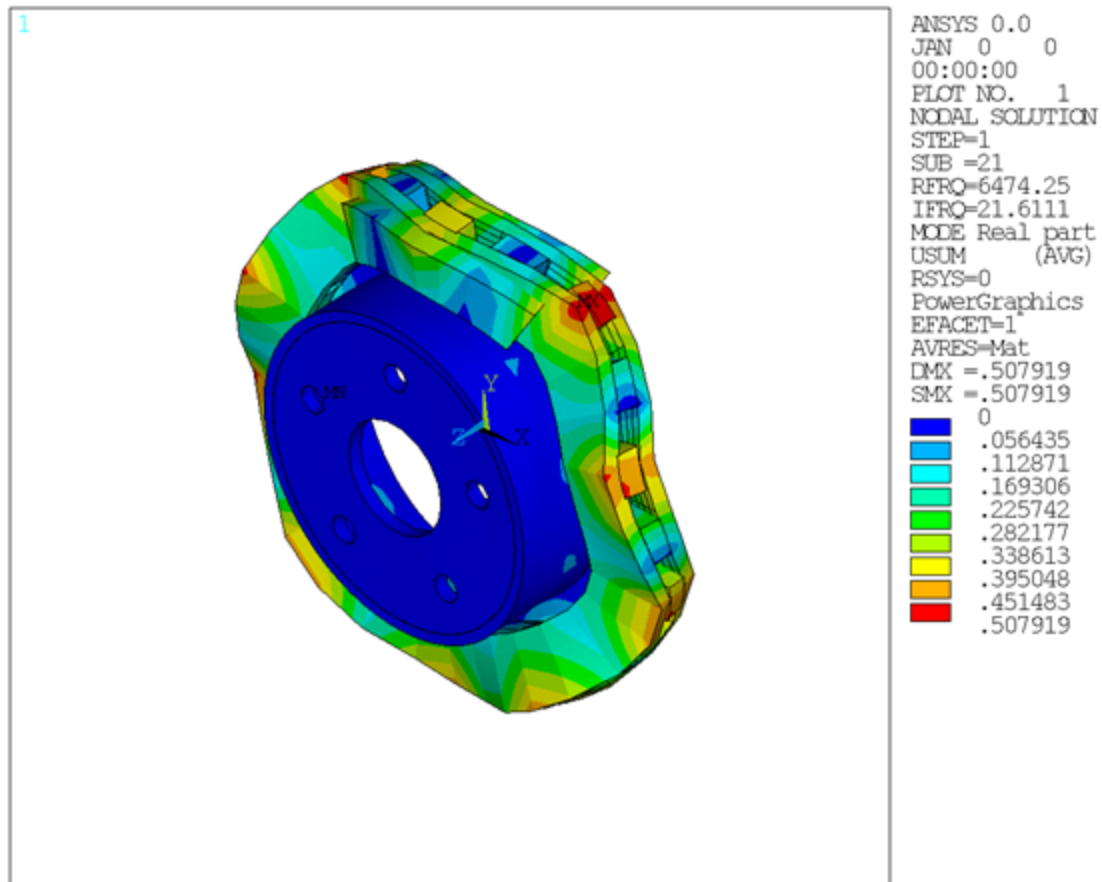 1
ANSYS 0.0
JAN 0 0
00:00:00
PLOT NO. 1
NODAL SOLUTION
STEP=1
SUB =21
RFRQ=6474.25
IFRQ=21.6111
MODE Real part
USUM (AVG)
RSYS=0
PowerGraphics
EFACET=1
AVRES=Mat
DMX =.507919
SMX =.507919
0
.056435
.112871
.169306
.225742
.282177
.338613
.395048
.451483
.507919
MX
MN
Y
Z
X